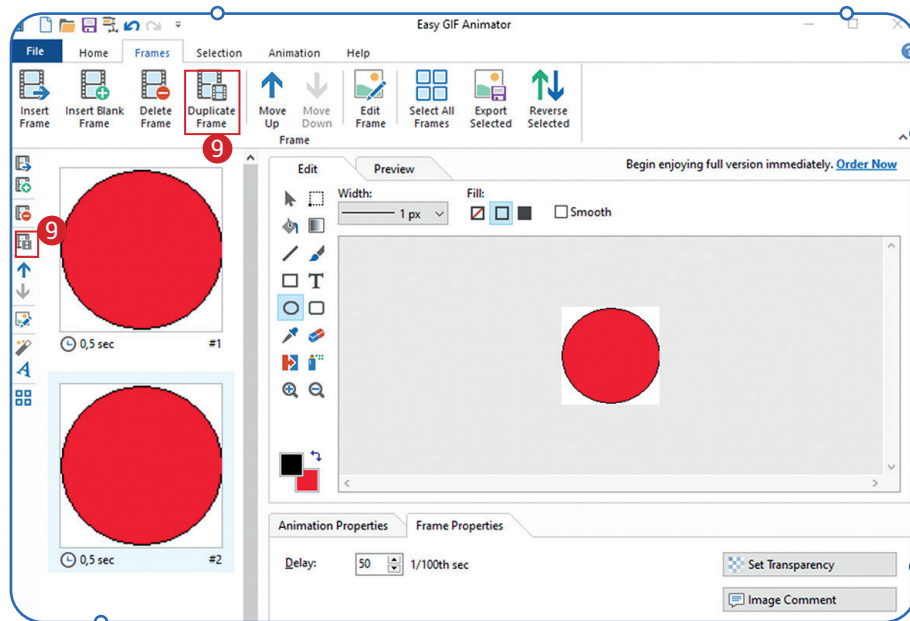 Easy GIF Animator
File Home Frames Selection Animation Help
Insert Frame
Insert Blank Frame
Delete Frame
Duplicate Frame
Move Up
Move Down
Edit Frame
Select All Frames
Export Selected
Reverse Selected
Frame
9
9
0,5 sec #1
0,5 sec #2
Edit Preview
Begin enjoying full version immediately. Order Now
Width: Fill:
1 px Smooth
T
A
Animation Properties Frame Properties
Delay: 50 1/100th sec
Set Transparency
Image Comment